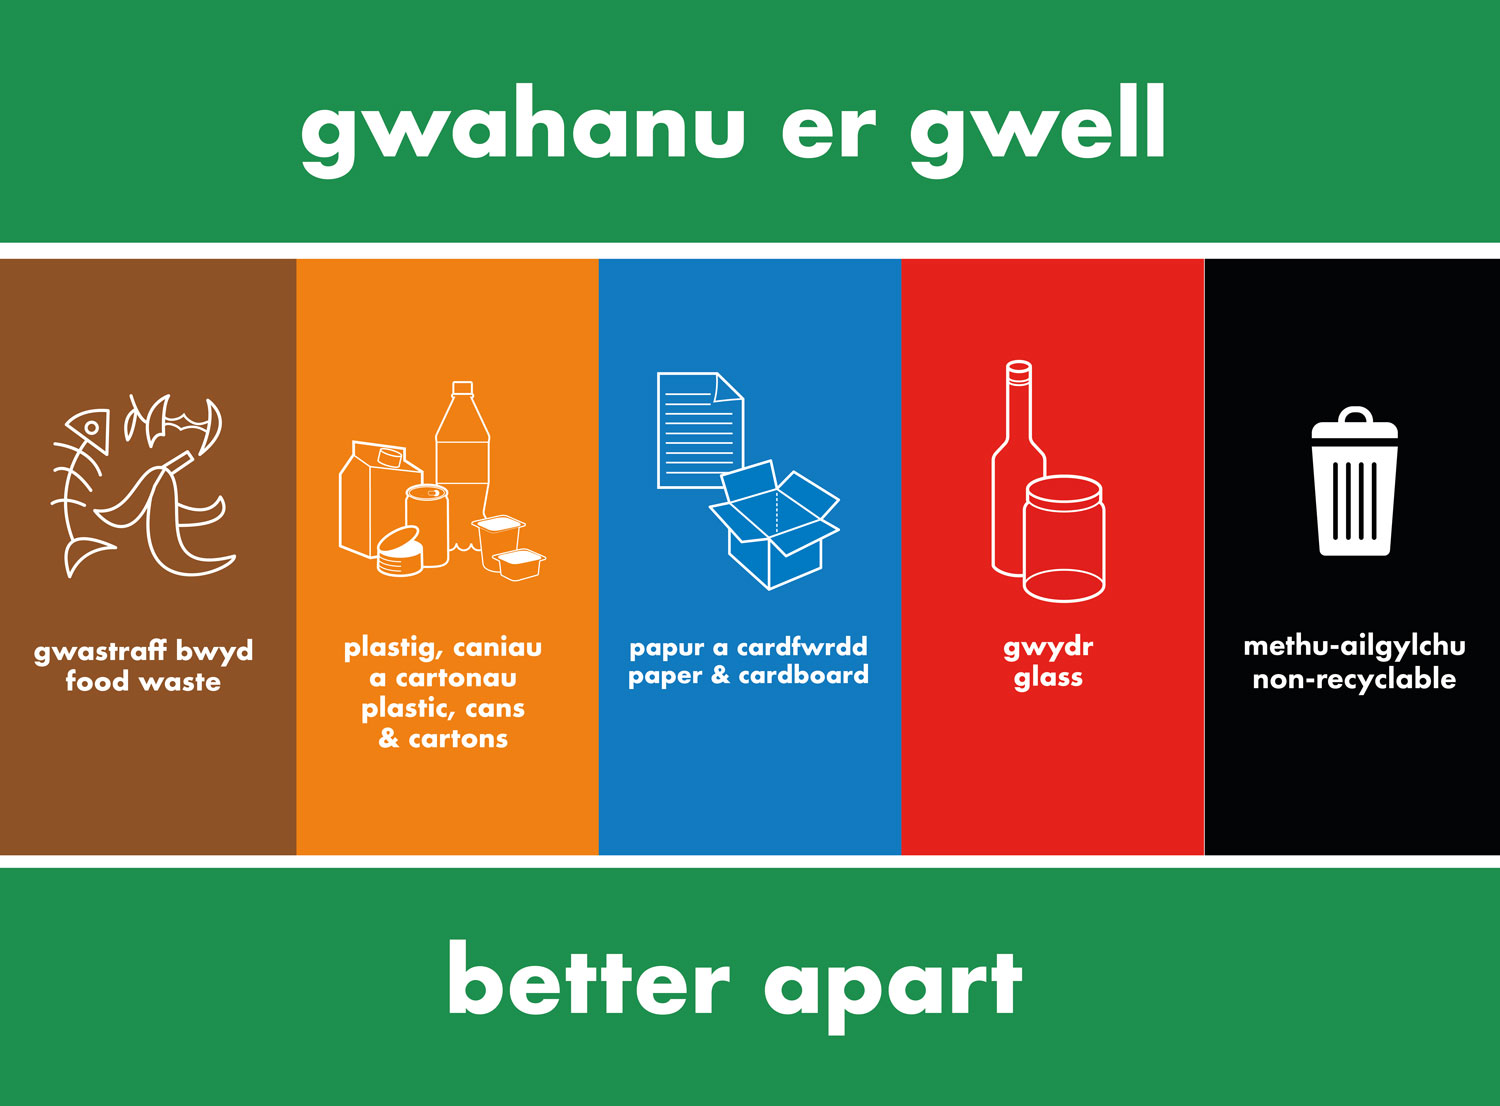 gwahanu er gwell
gwastraff bwyd
food waste
plastig, caniau
a cartonau
plastic, cans
& cartons
papur a cardfwrdd
paper & cardboard
gwydr
glass
methu-ailgylchu
non-recyclable
better apart